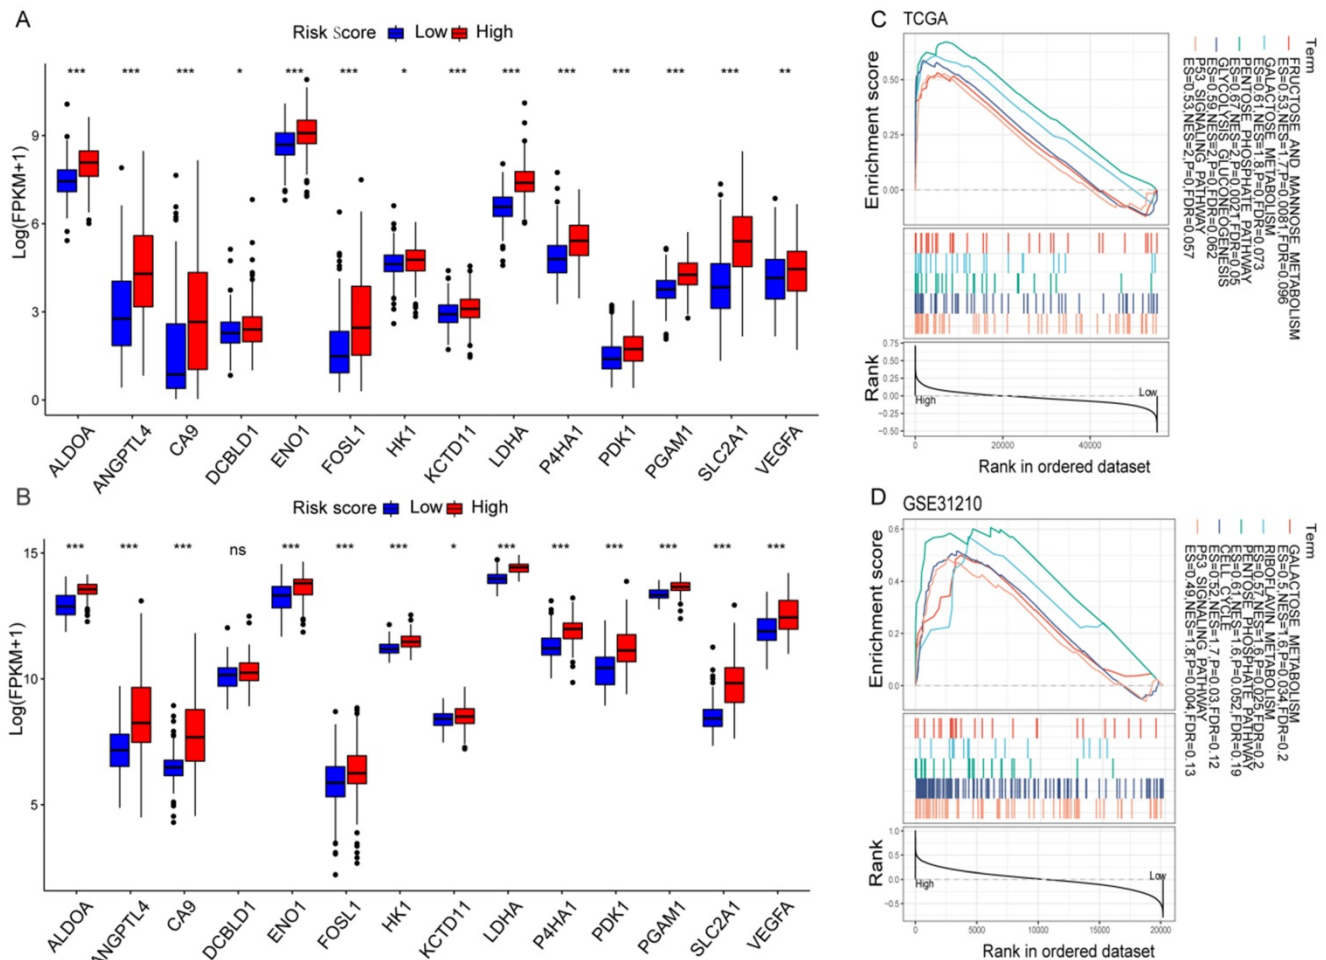 A
Risk Score Low High
*** *** *** * *** *** * *** *** *** *** *** *** **
Log(FPKM+1)
9
6
3
0
ALDOA ANGPTL4 CA9 DCBLD1 ENO1 FOSL1 HK1 KCTD11 LDHA P4HA1 PDK1 PGAM1 SLC2A1 VEGFA
B
Risk score Low High
*** *** *** ns *** *** *** * *** *** *** *** *** ***
Log(FPKM+1)
15
10
5
ALDOA ANGPTL4 CA9 DCBLD1 ENO1 FOSL1 HK1 KCTD11 LDHA P4HA1 PDK1 PGAM1 SLC2A1 VEGFA
C
TCGA
Enrichment score
0.50
0.25
0.00
Term
FRUCTOSE_AND_MANNOSE_METABOLISM
ES=0.53,NES=1.7,P=0.0081,FDR=0.096
GALACTOSE_METABOLISM
ES=0.61,NES=1.8,P=0,FDR=0.073
PENTOSE_PHOSPHATE_PATHWAY
ES=0.67,NES=2,P=0.0021,FDR=0.05
GLYCOLYSIS_GLUCONEOGENESIS
ES=0.59,NES=2,P=0,FDR=0.062
P53_SIGNALING_PATHWAY
ES=0.53,NES=2,P=0,FDR=0.057
Rank
0.75
0.50
0.25
0.00
−0.25
−0.50
High
Low
0 20000 40000
Rank in ordered dataset
D
GSE31210
Enrichment score
0.6
0.4
0.2
0.0
Term
GALACTOSE_METABOLISM
ES=0.5,NES=1.6,P=0.034,FDR=0.2
RIBOFLAVIN_METABOLISM
ES=0.57,NES=1.6,P=0.025,FDR=0.2
PENTOSE_PHOSPHATE_PATHWAY
ES=0.61,NES=1.6,P=0.052,FDR=0.19
CELL_CYCLE
ES=0.52,NES=1.7,P=0.03,FDR=0.12
P53_SIGNALING_PATHWAY
ES=0.49,NES=1.8,P=0.004,FDR=0.13
Rank
1.0
0.5
0.0
−0.5
High
Low
0 5000 10000 15000 20000
Rank in ordered dataset